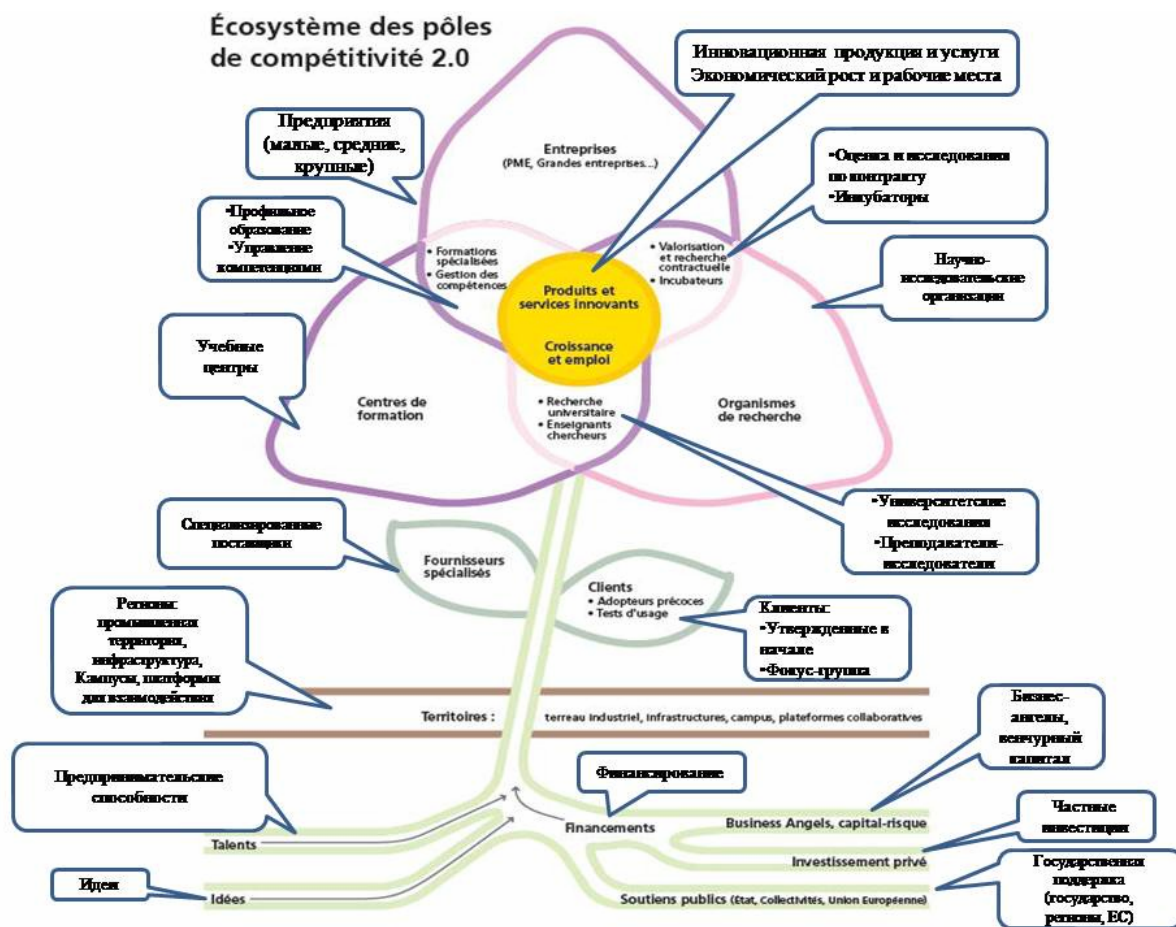 Écosystème des pôles
de compétitivité 2.0
Инновационная продукция и услуги
Экономический рост и рабочие места
Предприятия
(малые, средние,
крупные)
Entreprises
(PME, Grandes entreprises...)
•Оценка и исследования
по контракту
•Инкубаторы
•Профильное
образование
•Управление
компетенциями
• Formations
spécialisées
• Gestion des
compétences
• Valorisation
et recherche
contractuelle
• Incubateurs
Научно-
исследовательские
организации
Produits et
services innovants
Croissance
et emploi
Учебные
центры
Centres de
formation
• Recherche
universitaire
• Enseignants
chercheurs
Organismes
de recherche
•Университетские
исследования
•Преподаватели-
исследователи
Специализированные
поставщики
Fournisseurs
spécialisés
Clients
• Adopteurs précoces
• Tests d'usage
Клиенты:
•Утвержденные в
начале
•Фокус-группа
Регионы:
промышленная
территория,
инфраструктура,
Кампусы, платформы
для взаимодействия
Territoires : terreau industriel, infrastructures, campus, plateformes collaboratives
Бизнес-
ангелы,
венчурный
капитал
Предпринимательские
способности
Финансирование
Talents
Financements
Business Angels, capital-risque
Частные
инвестиции
Investissement privé
Идеи
Idées
Soutiens publics (État, Collectivités, Union Européenne)
Государственная
поддержка
(государство,
регионы, ЕС)